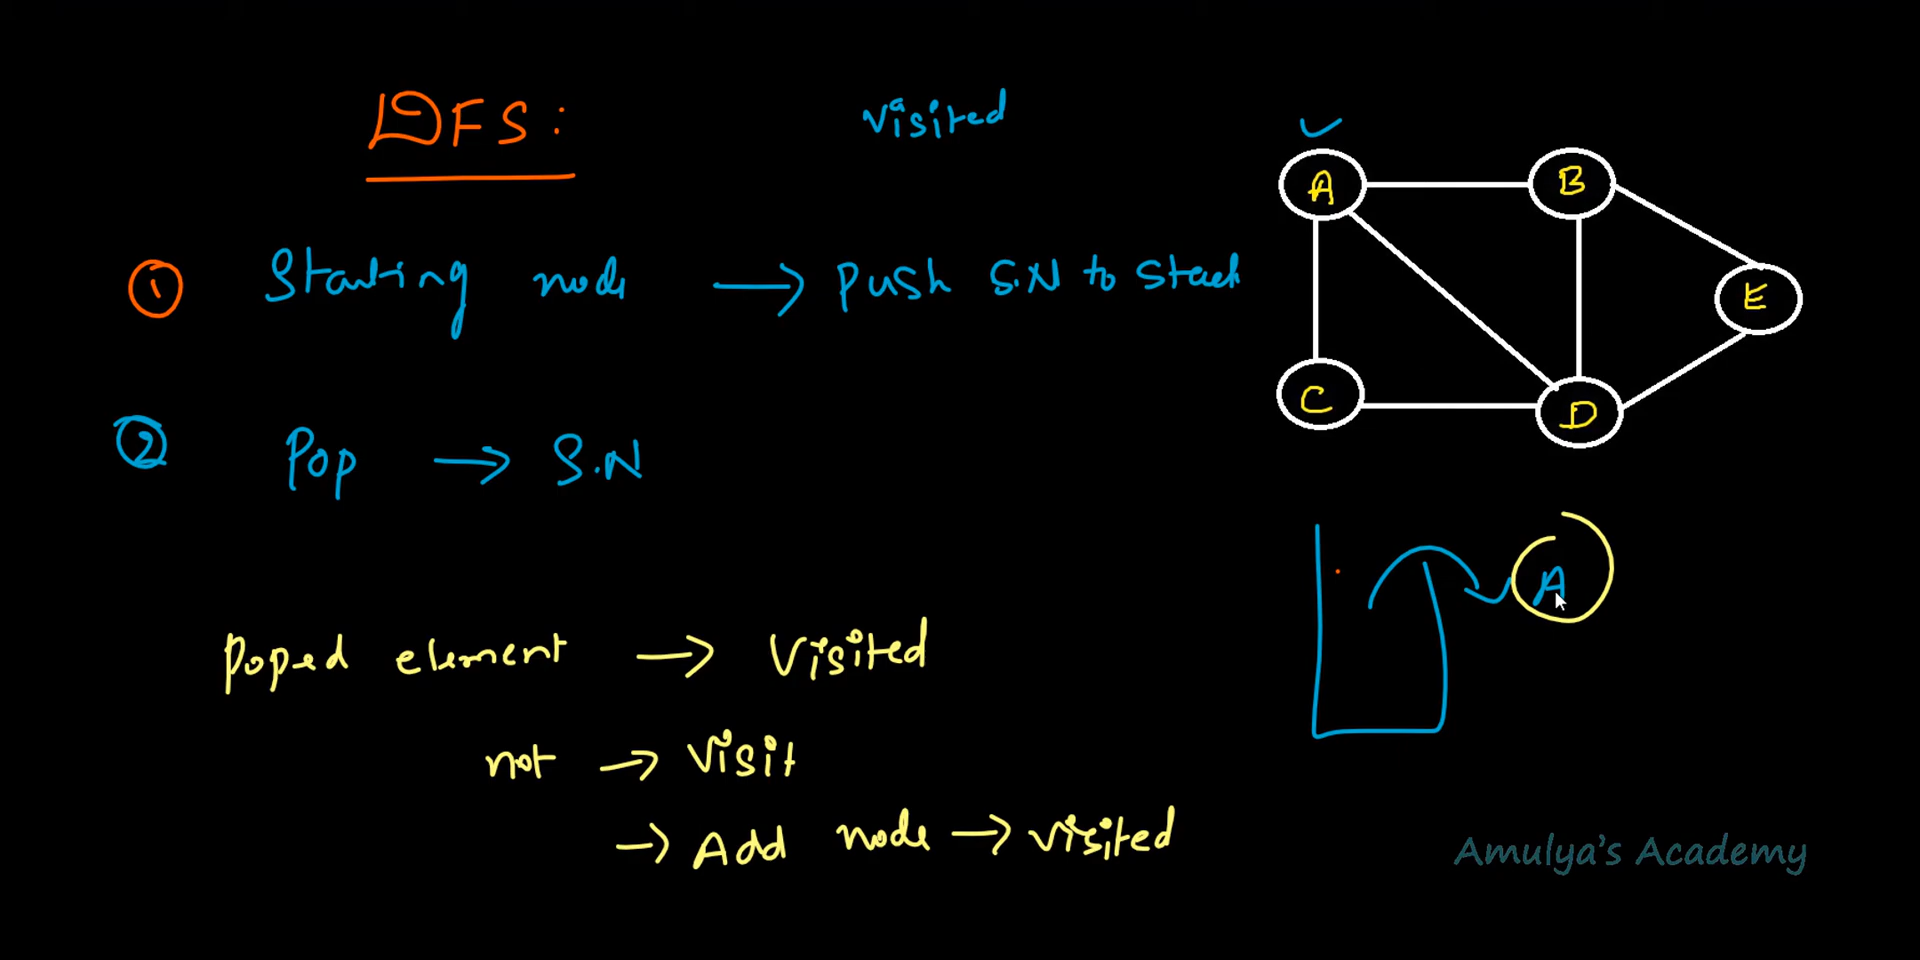 DFS:
visited
① Starting node → Push S.N to Stack
② Pop → S.N
Poped element → Visited
not → Visit
→ Add node → visited
A
B
E
C
D
A
Amulya's Academy